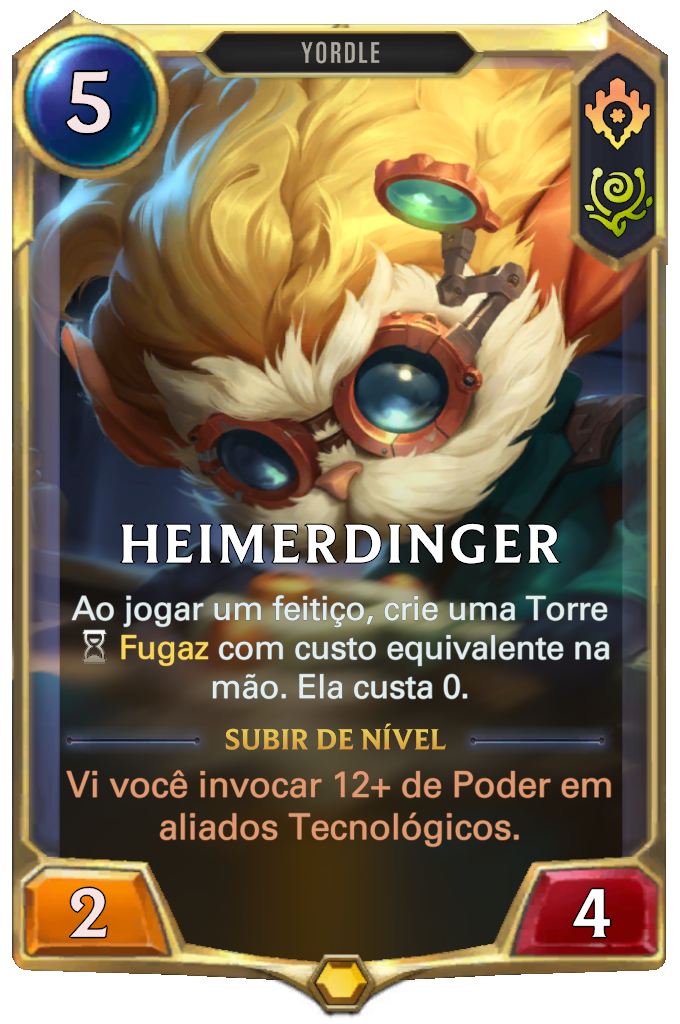 YORDLE
5
HEIMERDINGER
Ao jogar um feitiço, crie uma Torre
Fugaz com custo equivalente na
mão. Ela custa 0.
SUBIR DE NÍVEL
Vi você invocar 12+ de Poder em
aliados Tecnológicos.
2
4